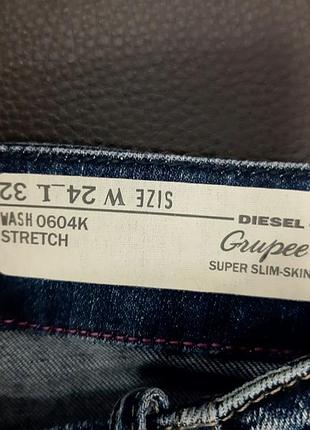 SIZE W 24 L 32
WASH 0604K
STRETCH
DIESEL
Grupee
SUPER SLIM-SKIN